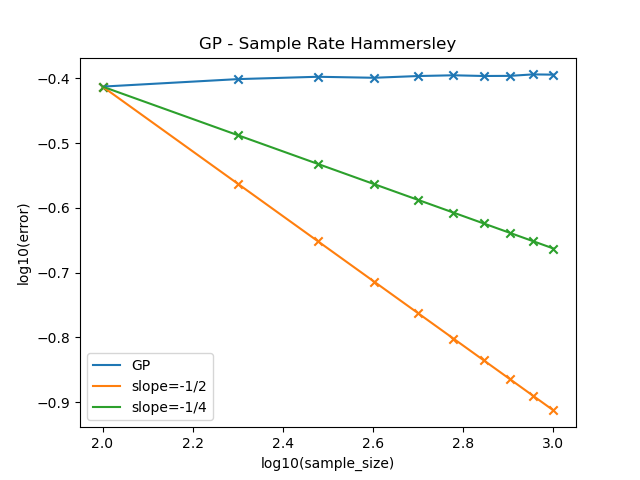 GP - Sample Rate Hammersley
log10(error)
−0.4
−0.5
−0.6
−0.7
−0.8
−0.9
GP
slope=-1/2
slope=-1/4
2.0 2.2 2.4 2.6 2.8 3.0
log10(sample_size)